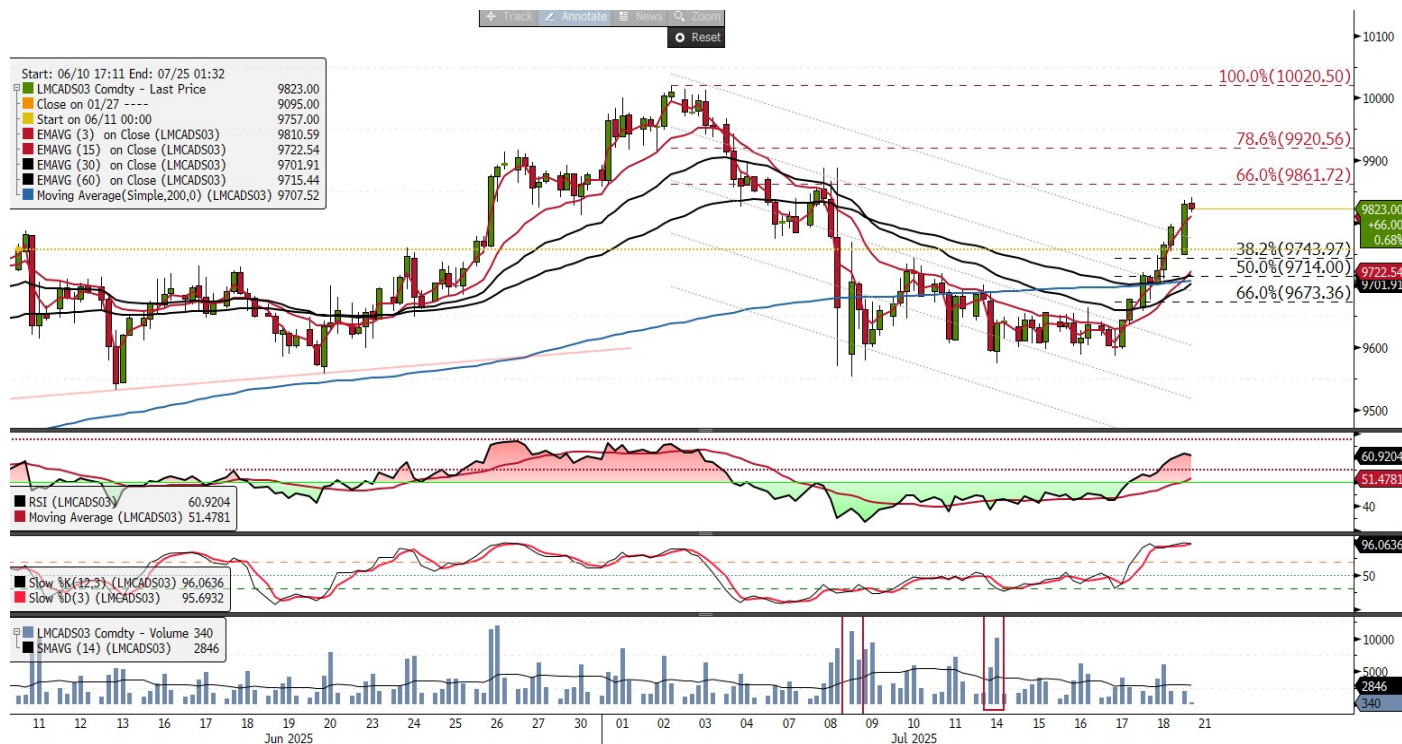 Track Annotate News Zoom
Reset
Start: 06/10 17:11 End: 07/25 01:32
LMCADS03 Comdty - Last Price 9823.00
Close on 01/27 ---- 9095.00
Start on 06/11 00:00 9757.00
EMAVG (3) on Close (LMCADS03) 9810.59
EMAVG (15) on Close (LMCADS03) 9722.54
EMAVG (30) on Close (LMCADS03) 9701.91
EMAVG (60) on Close (LMCADS03) 9715.44
Moving Average(Simple,200,0) (LMCADS03) 9707.52
10100
100.0%(10020.50)
10000
78.6%(9920.56)
9900
66.0%(9861.72)
9823.00
+66.00
0.68%
38.2%(9743.97)
50.0%(9714.00)
9722.54
9701.91
66.0%(9673.36)
9600
9500
RSI (LMCADS03) 60.9204
Moving Average (LMCADS03) 51.4781
60.9204
51.4781
40
Slow %K(12,3) (LMCADS03) 96.0636
Slow %D(3) (LMCADS03) 95.6932
96.0636
50
LMCADS03 Comdty - Volume 340
SMAVG (14) (LMCADS03) 2846
10000
5000
2846
340
11 12 13 16 17 18 19 20 23 24 25 26 27 30 01 02 03 04 07 08 09 10 11 14 15 16 17 18 21
Jun 2025 Jul 2025